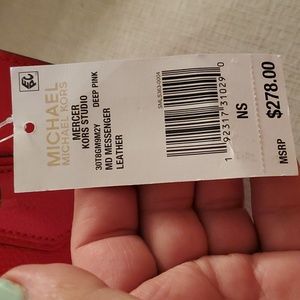 MICHAEL
MICHAEL KORS
MERCER
KORS STUDIO
30T8GM9M2Y DEEP PINK
MD MESSENGER
LEATHER
1 92317 31029 0
NS
MSRP $278.00